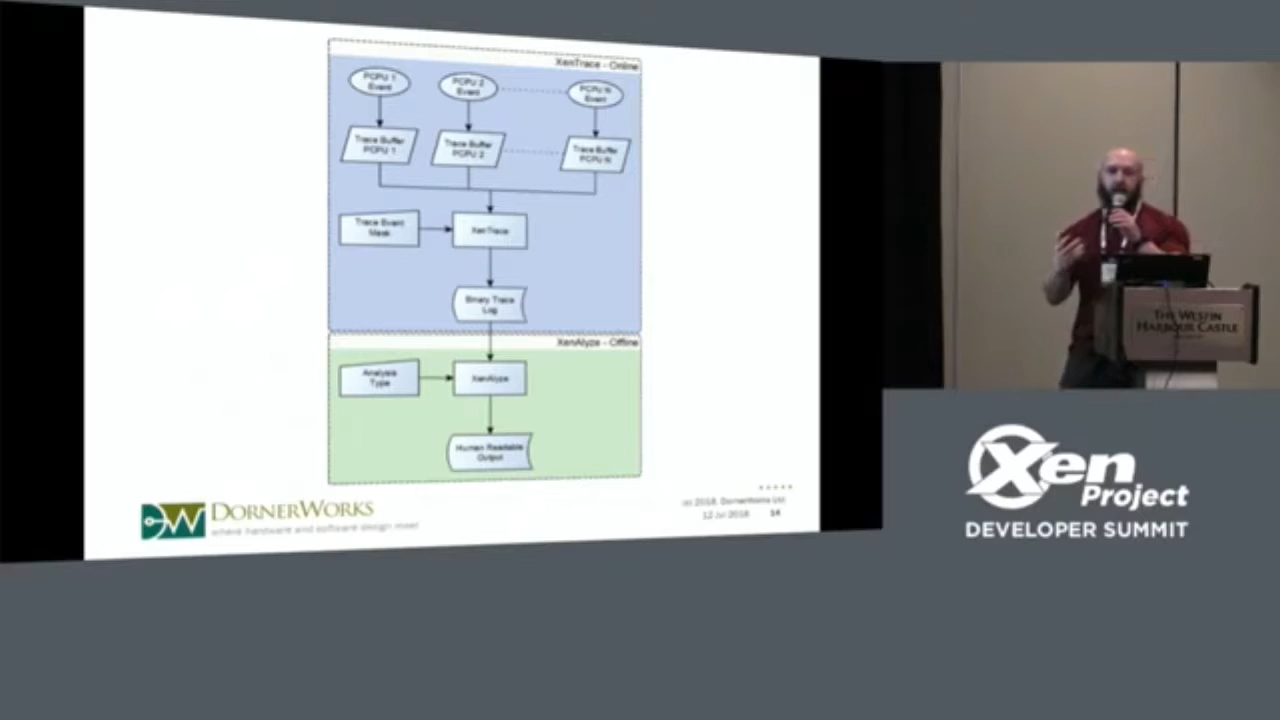 XenTrace - Online
PCPU 1
Event
PCPU 2
Event
PCPU N
Event
Trace Buffer
PCPU 1
Trace Buffer
PCPU 2
Trace Buffer
PCPU N
Trace Event
Mask
XenTrace
Binary Trace
Log
XenAlyze - Offline
Analysis
Type
XenAlyze
Human Readable
Output
DW DORNERWORKS
where hardware and software design meet
(c) 2018, DornerWorks Ltd
12 Jul 2018 14
THE WESTIN
HARBOUR CASTLE
Xen
Project
DEVELOPER SUMMIT